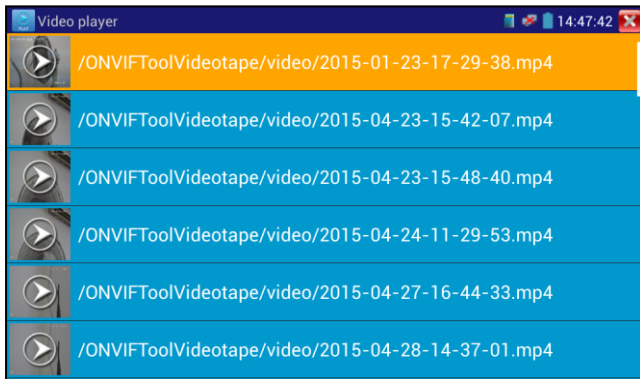 Video player
14:47:42
/ONVIFToolVideotape/video/2015-01-23-17-29-38.mp4
/ONVIFToolVideotape/video/2015-04-23-15-42-07.mp4
/ONVIFToolVideotape/video/2015-04-23-15-48-40.mp4
/ONVIFToolVideotape/video/2015-04-24-11-29-53.mp4
/ONVIFToolVideotape/video/2015-04-27-16-44-33.mp4
/ONVIFToolVideotape/video/2015-04-28-14-37-01.mp4